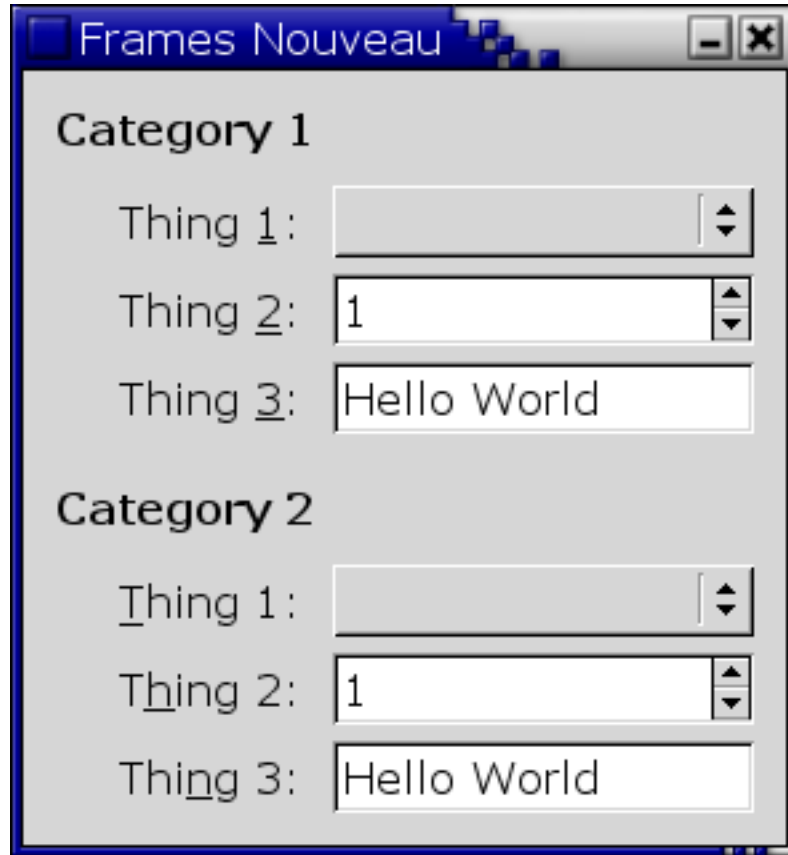 Frames Nouveau
Category 1
Thing 1:
Thing 2: 1
Thing 3: Hello World
Category 2
Thing 1:
Thing 2: 1
Thing 3: Hello World